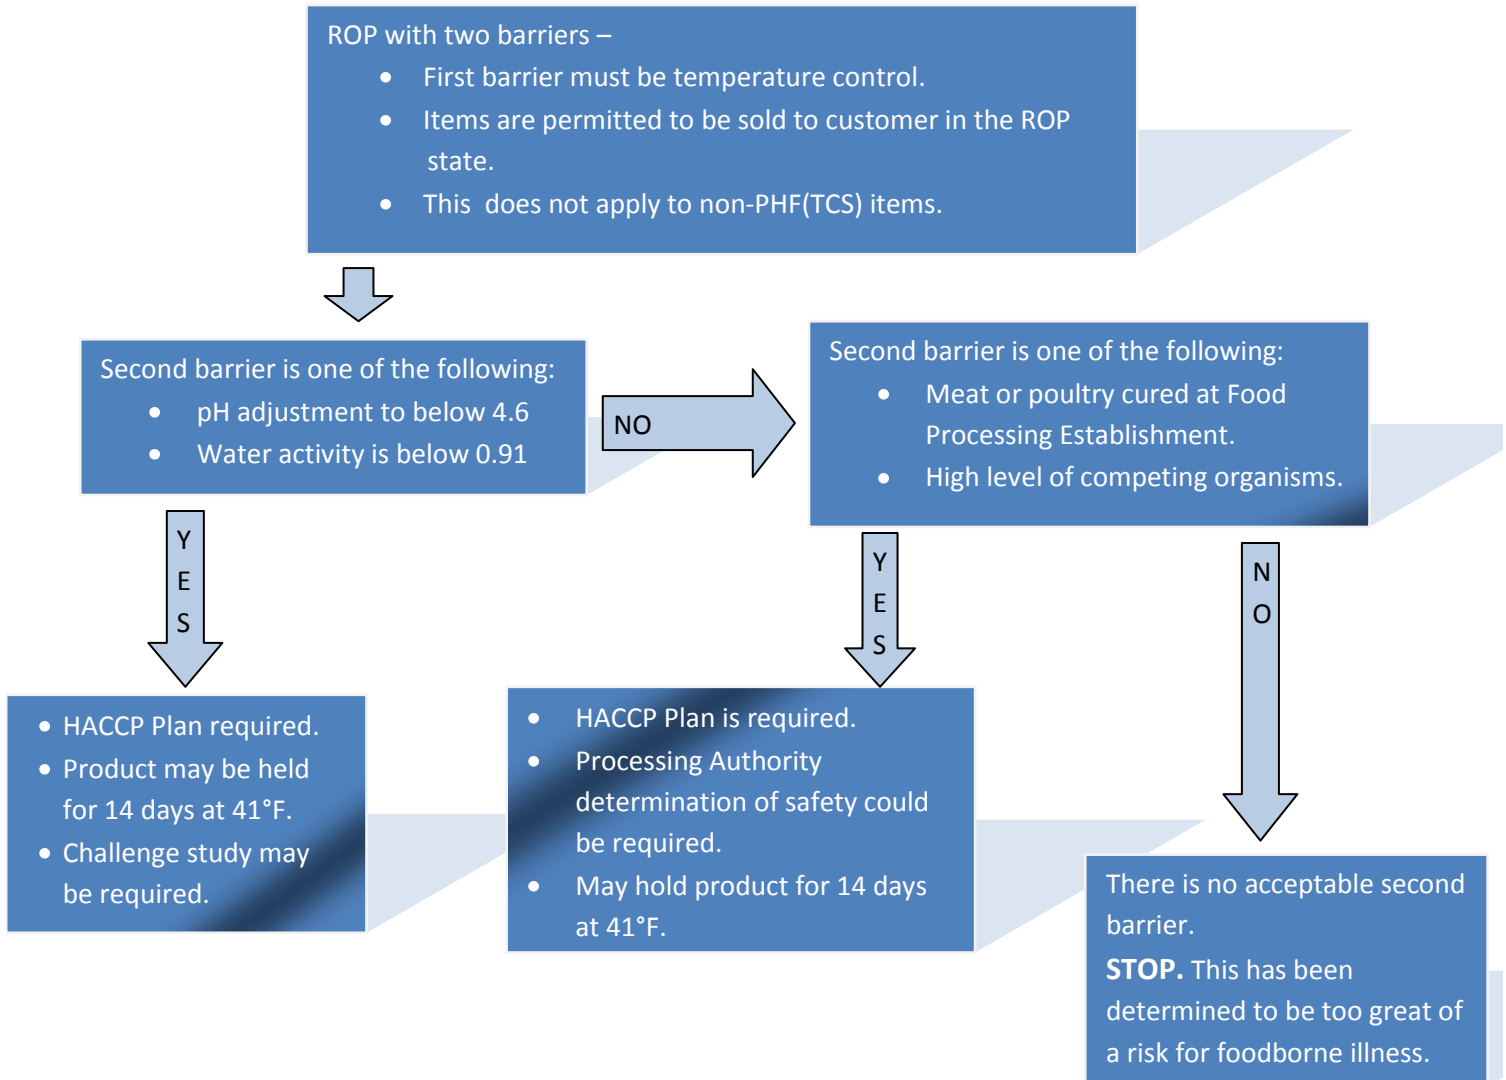 ROP with two barriers –
• First barrier must be temperature control.
• Items are permitted to be sold to customer in the ROP
state.
• This does not apply to non-PHF(TCS) items.
Second barrier is one of the following:
• pH adjustment to below 4.6
• Water activity is below 0.91
NO
Second barrier is one of the following:
• Meat or poultry cured at Food
Processing Establishment.
• High level of competing organisms.
Y
E
S
Y
E
S
N
O
• HACCP Plan required.
• Product may be held
for 14 days at 41°F.
• Challenge study may
be required.
• HACCP Plan is required.
• Processing Authority
determination of safety could
be required.
• May hold product for 14 days
at 41°F.
There is no acceptable second
barrier.
STOP. This has been
determined to be too great of
a risk for foodborne illness.